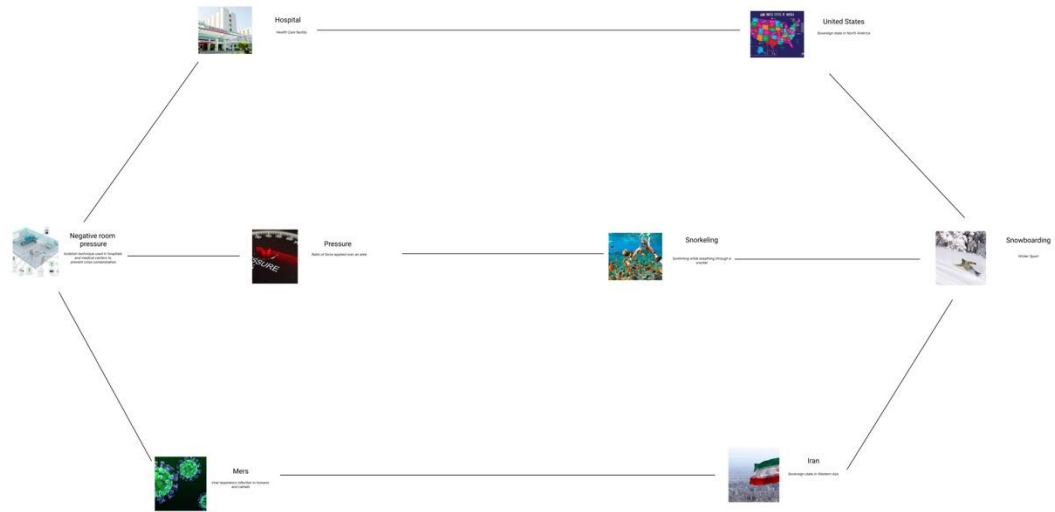 Hospital
Health Care facility
United States
Sovereign state in North America
Negative room
pressure
Isolation technique used in hospitals
and medical centers to
prevent cross-contamination
Pressure
Ratio of force applied over an area
SSURE
Snorkeling
Swimming while breathing through a
snorkel
Snowboarding
Winter Sport
Mers
Viral respiratory infection in humans
and camels
Iran
Sovereign state in Western Asia